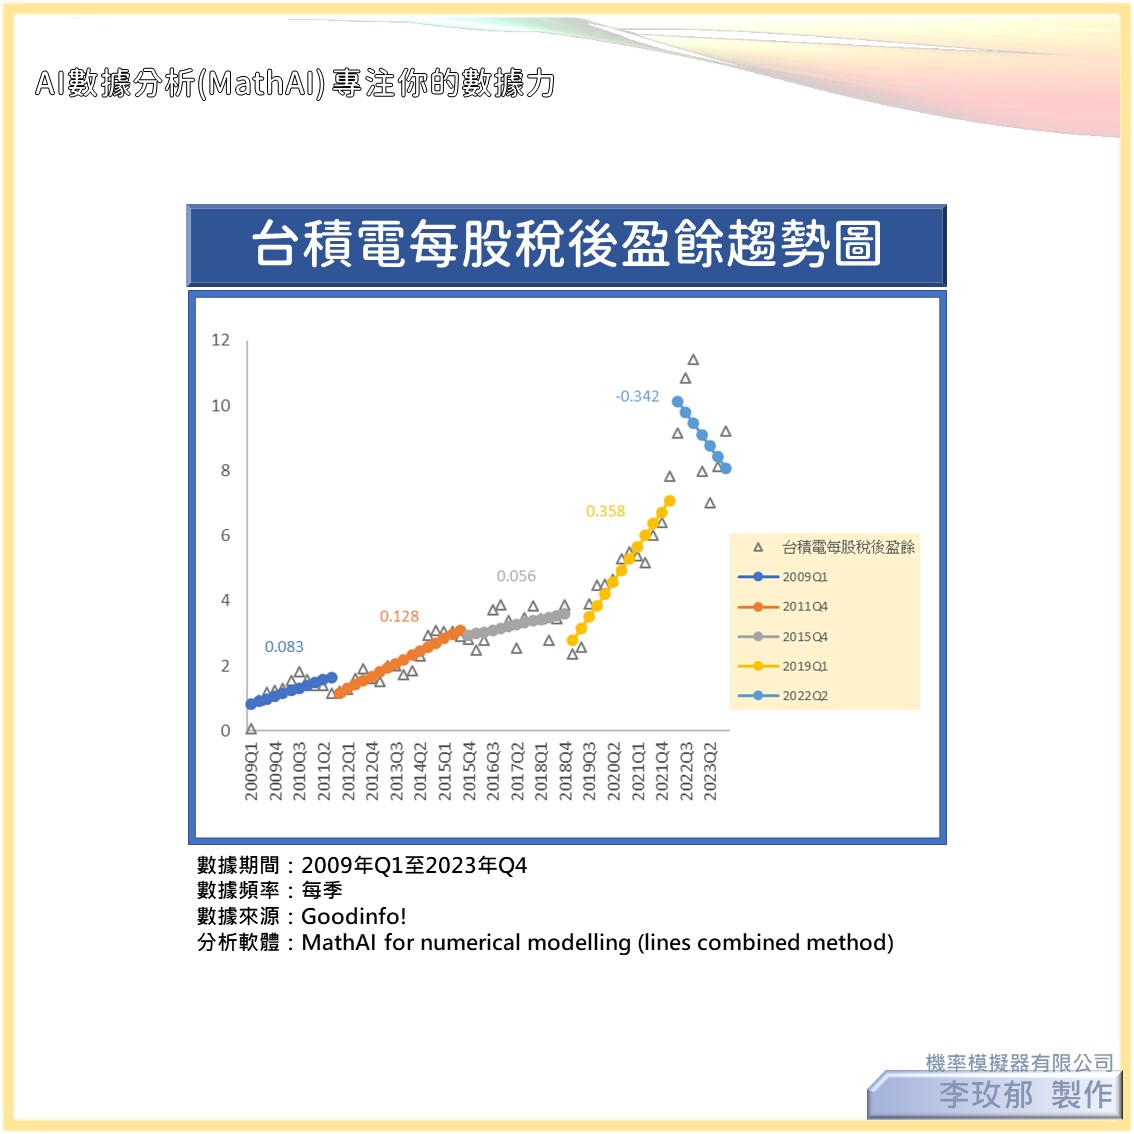 AI數據分析(MathAI) 專注你的數據力
台積電每股稅後盈餘趨勢圖
12
10
8
6
4
2
0
-0.342
0.358
0.056
0.128
0.083
台積電每股稅後盈餘
2009Q1
2011Q4
2015Q4
2019Q1
2022Q2
2009Q1
2009Q4
2010Q3
2011Q2
2012Q1
2012Q4
2013Q3
2014Q2
2015Q1
2015Q4
2016Q3
2017Q2
2018Q1
2018Q4
2019Q3
2020Q2
2021Q1
2021Q4
2022Q3
2023Q2
數據期間：2009年Q1至2023年Q4
數據頻率：每季
數據來源：Goodinfo!
分析軟體：MathAI for numerical modelling (lines combined method)
機率模擬器有限公司
李玫郁 製作